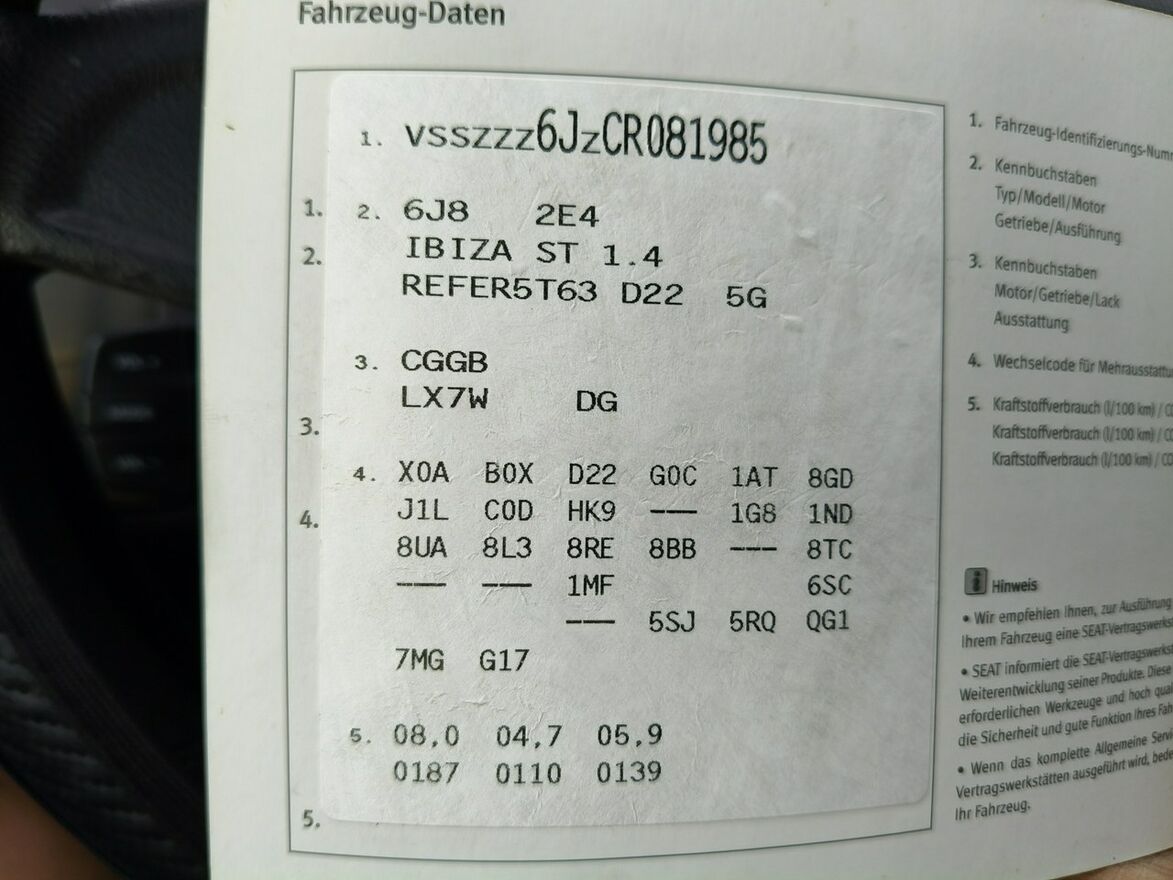 Fahrzeug-Daten
1. VSSZZZ6JZCR081985
1. 2. 6J8 2E4
2. IBIZA ST 1.4
REFER5T63 D22 5G
3. CGGB
LX7W DG
3.
4. X0A B0X D22 G0C 1AT 8GD
4. J1L C0D HK9 --- 1G8 1ND
8UA 8L3 8RE 8BB --- 8TC
--- --- 1MF 6SC
--- 5SJ 5RQ QG1
7MG G17
5. 08,0 04,7 05,9
0187 0110 0139
5.
1. Fahrzeug-Identifizierungs-Num
2. Kennbuchstaben
Typ/Modell/Motor
Getriebe/Ausführung
3. Kennbuchstaben
Motor/Getriebe/Lack
Ausstattung
4. Wechselcode für Mehrausstattu
5. Kraftstoffverbrauch (l/100 km) / CO
Kraftstoffverbrauch (l/100 km) / CO
Kraftstoffverbrauch (l/100 km) / CO
i Hinweis
• Wir empfehlen Ihnen, zur Ausführung
Ihrem Fahrzeug eine SEAT-Vertragswerks
• SEAT informiert die SEAT-Vertragswerkst
Weiterentwicklung seiner Produkte. Diese
erforderlichen Werkzeuge und hoch qual
die Sicherheit und gute Funktion Ihres Fah
• Wenn das komplette Allgemeine Servi
Vertragswerkstätten ausgeführt wird, bede
Ihr Fahrzeug.